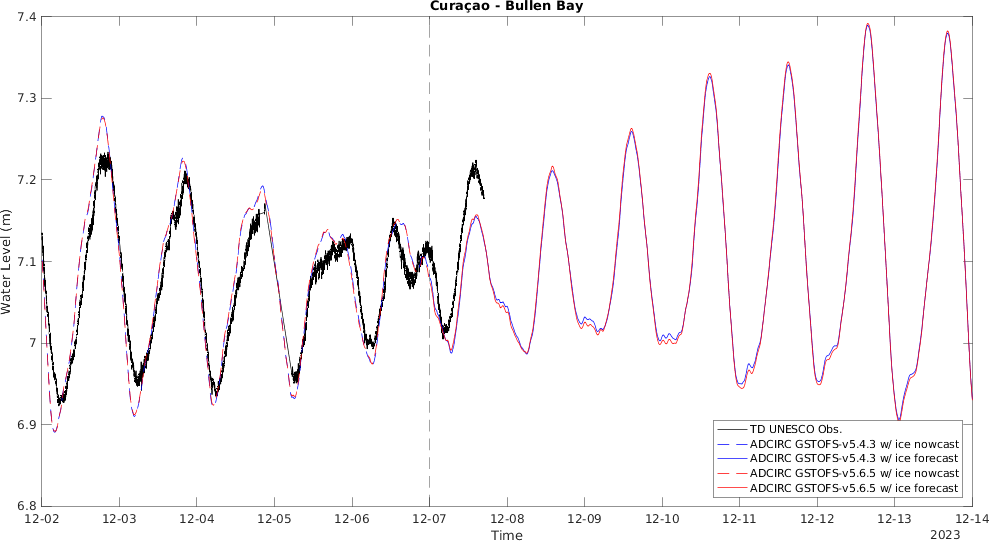 Curaçao - Bullen Bay
7.4
7.3
7.2
7.1
7
6.9
6.8
Water Level (m)
12-02
12-03
12-04
12-05
12-06
12-07
12-08
12-09
12-10
12-11
12-12
12-13
12-14
Time
2023
TD UNESCO Obs.
ADCIRC GSTOFS-v5.4.3 w/ ice nowcast
ADCIRC GSTOFS-v5.4.3 w/ ice forecast
ADCIRC GSTOFS-v5.6.5 w/ ice nowcast
ADCIRC GSTOFS-v5.6.5 w/ ice forecast